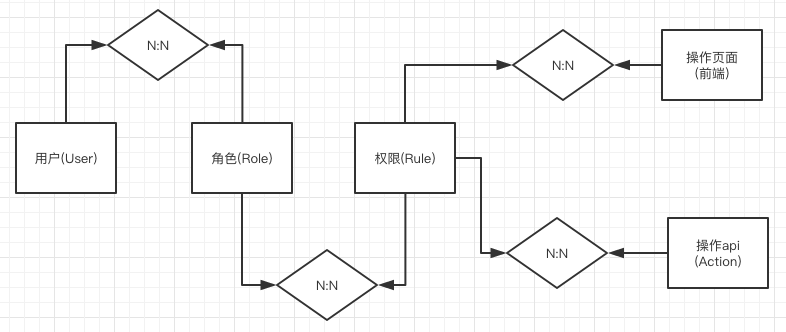 N:N
N:N
操作页面
(前端)
用户(User)
角色(Role)
权限(Rule)
N:N
操作api
(Action)
N:N